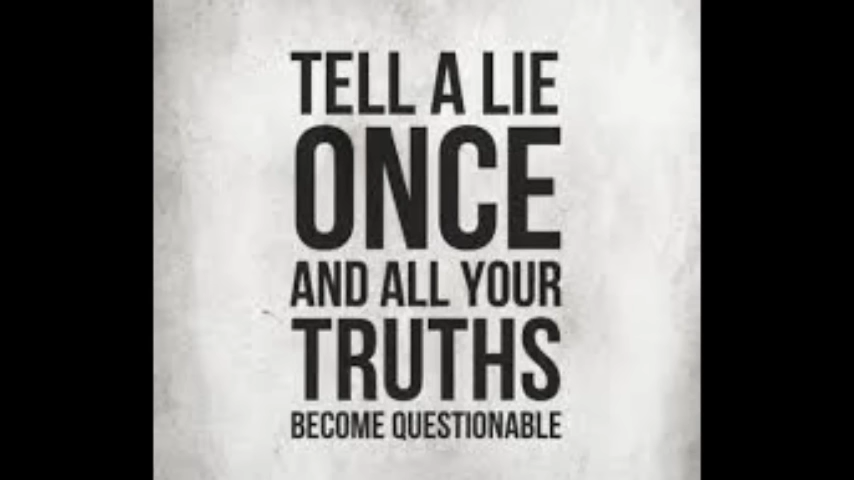 TELL A LIE
ONCE
AND ALL YOUR
TRUTHS
BECOME QUESTIONABLE